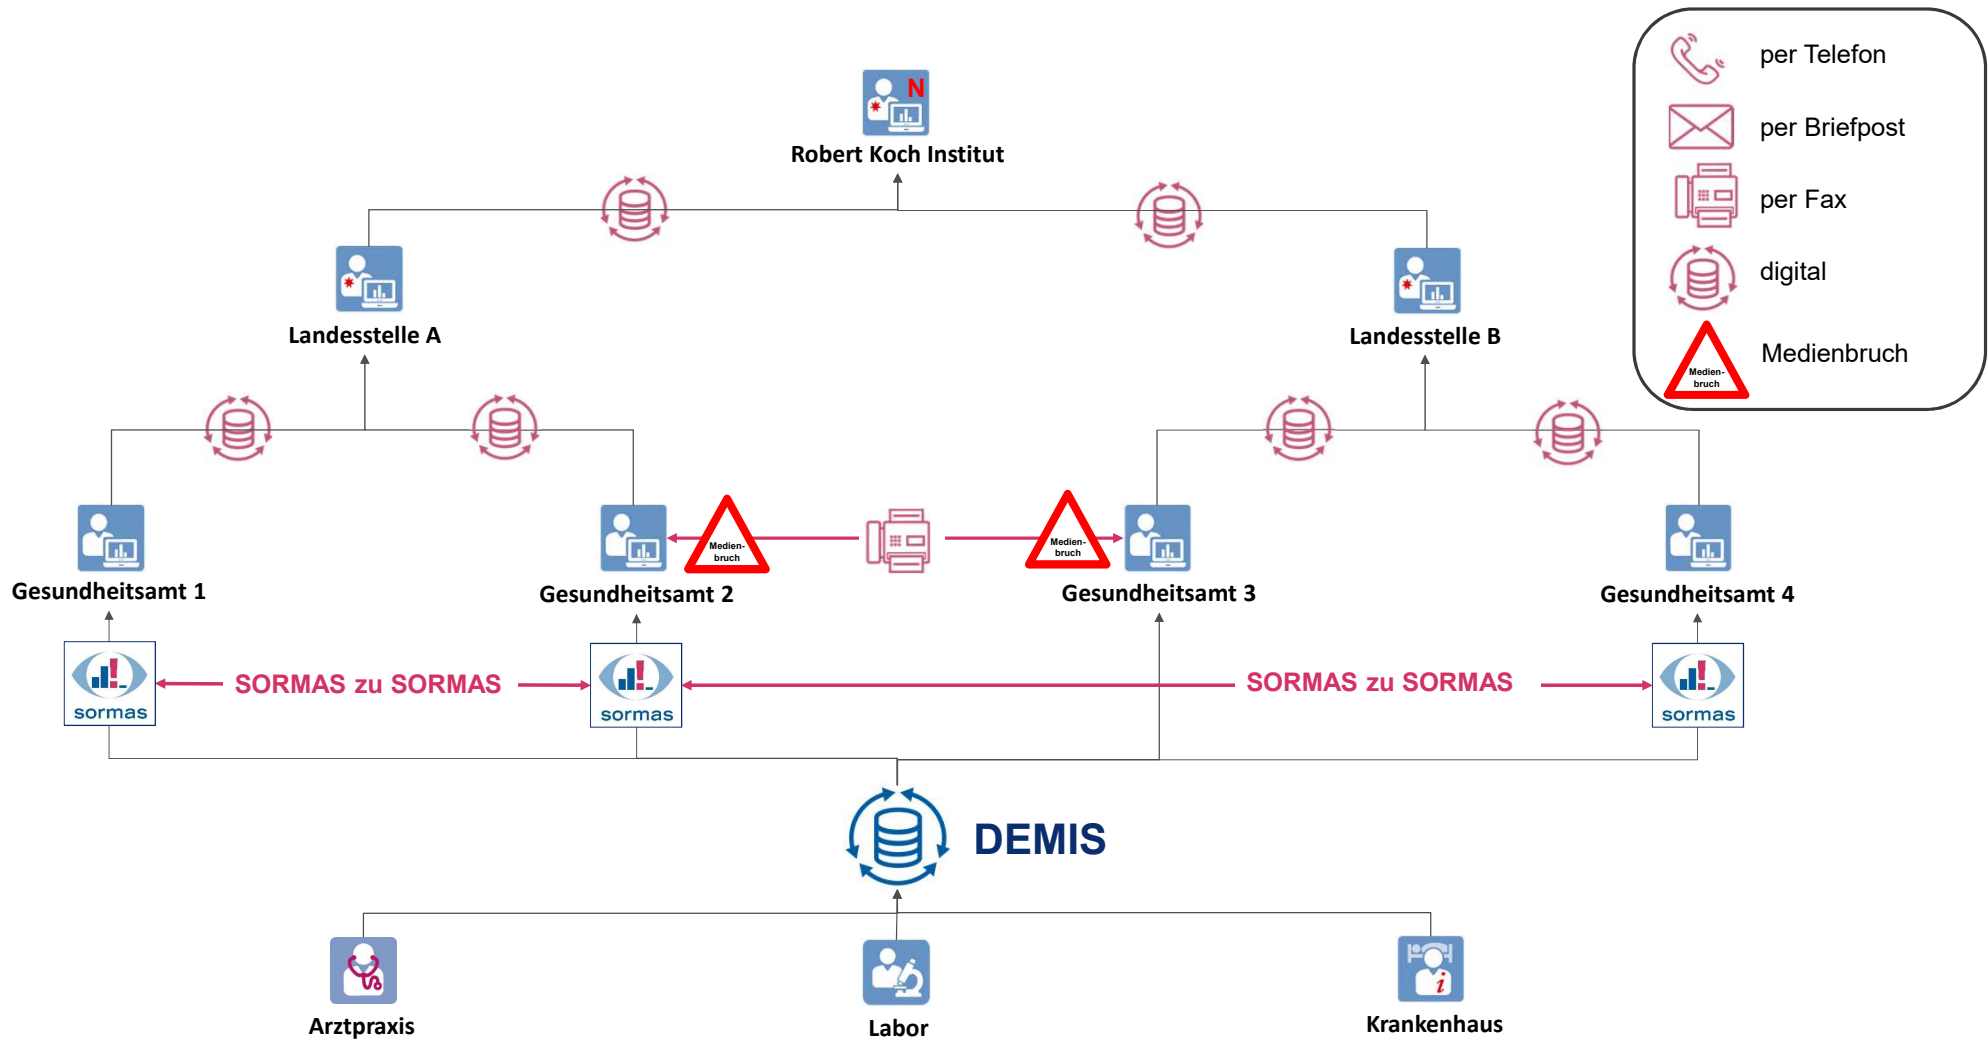 per Telefon
N
per Briefpost
Robert Koch Institut
per Fax
digital
Landesstelle A
Landesstelle B
Medienbruch
Medien-
bruch
Medien-
bruch
Medien-
bruch
Gesundheitsamt 1
Gesundheitsamt 2
Gesundheitsamt 3
Gesundheitsamt 4
SORMAS zu SORMAS
SORMAS zu SORMAS
sormas
sormas
sormas
DEMIS
i
Arztpraxis
Labor
Krankenhaus